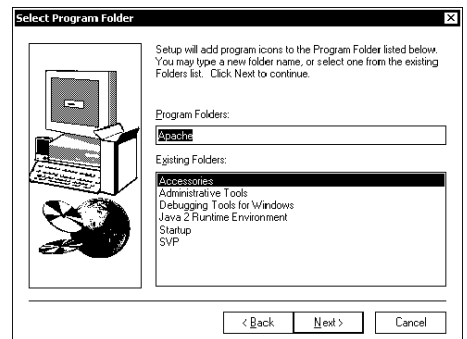 Select Program Folder
Setup will add program icons to the Program Folder listed below.
You may type a new folder name, or select one from the existing
Folders list. Click Next to continue.
Program Folders:
Apache
Existing Folders:
Accessories
Administrative Tools
Debugging Tools for Windows
Java 2 Runtime Environment
Startup
SVP
< Back
Next >
Cancel